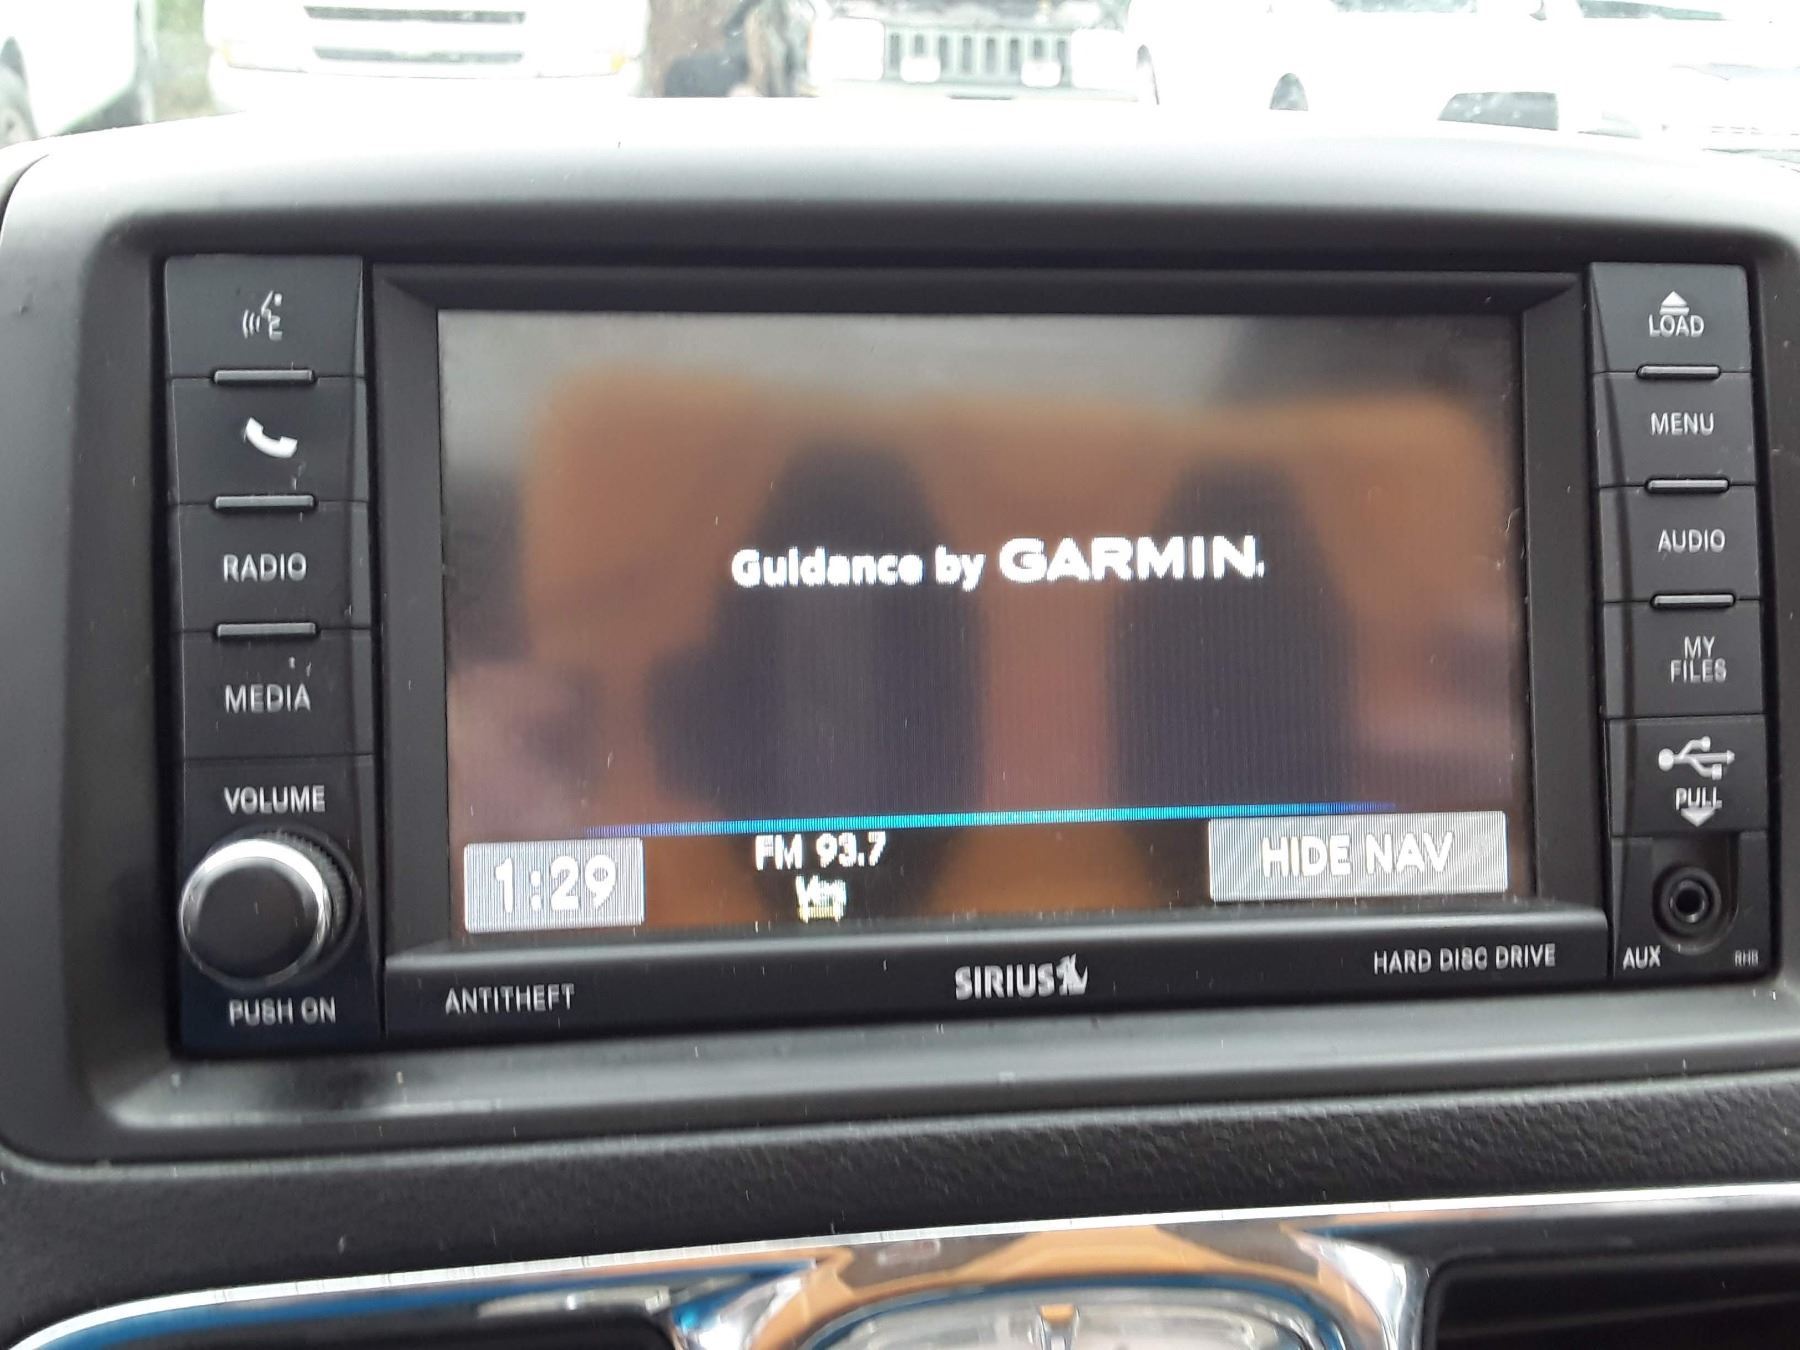 LOAD
MENU
RADIO
AUDIO
Guidance by GARMIN.
MEDIA
MY
FILES
VOLUME
PULL
1:29
FM 93.7
HIDE NAV
PUSH ON
ANTITHEFT
SIRIUS
HARD DISC DRIVE
AUX
RHB